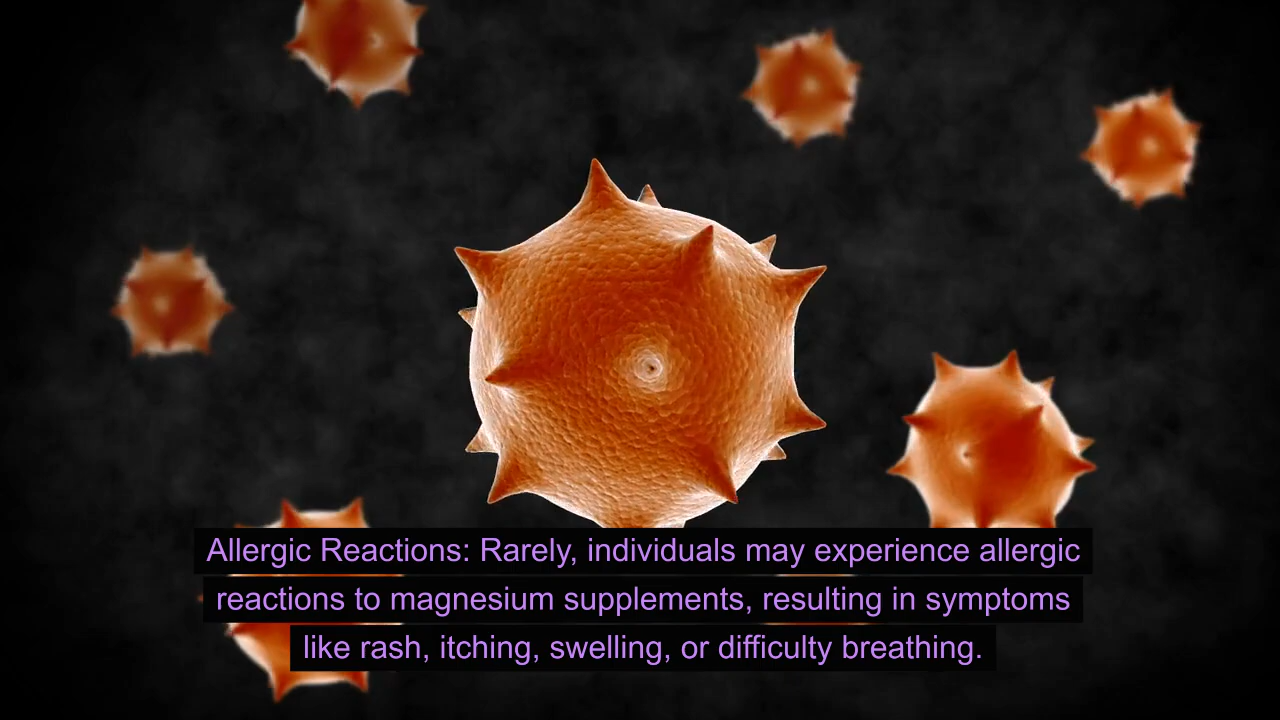 Allergic Reactions: Rarely, individuals may experience allergic
reactions to magnesium supplements, resulting in symptoms
like rash, itching, swelling, or difficulty breathing.